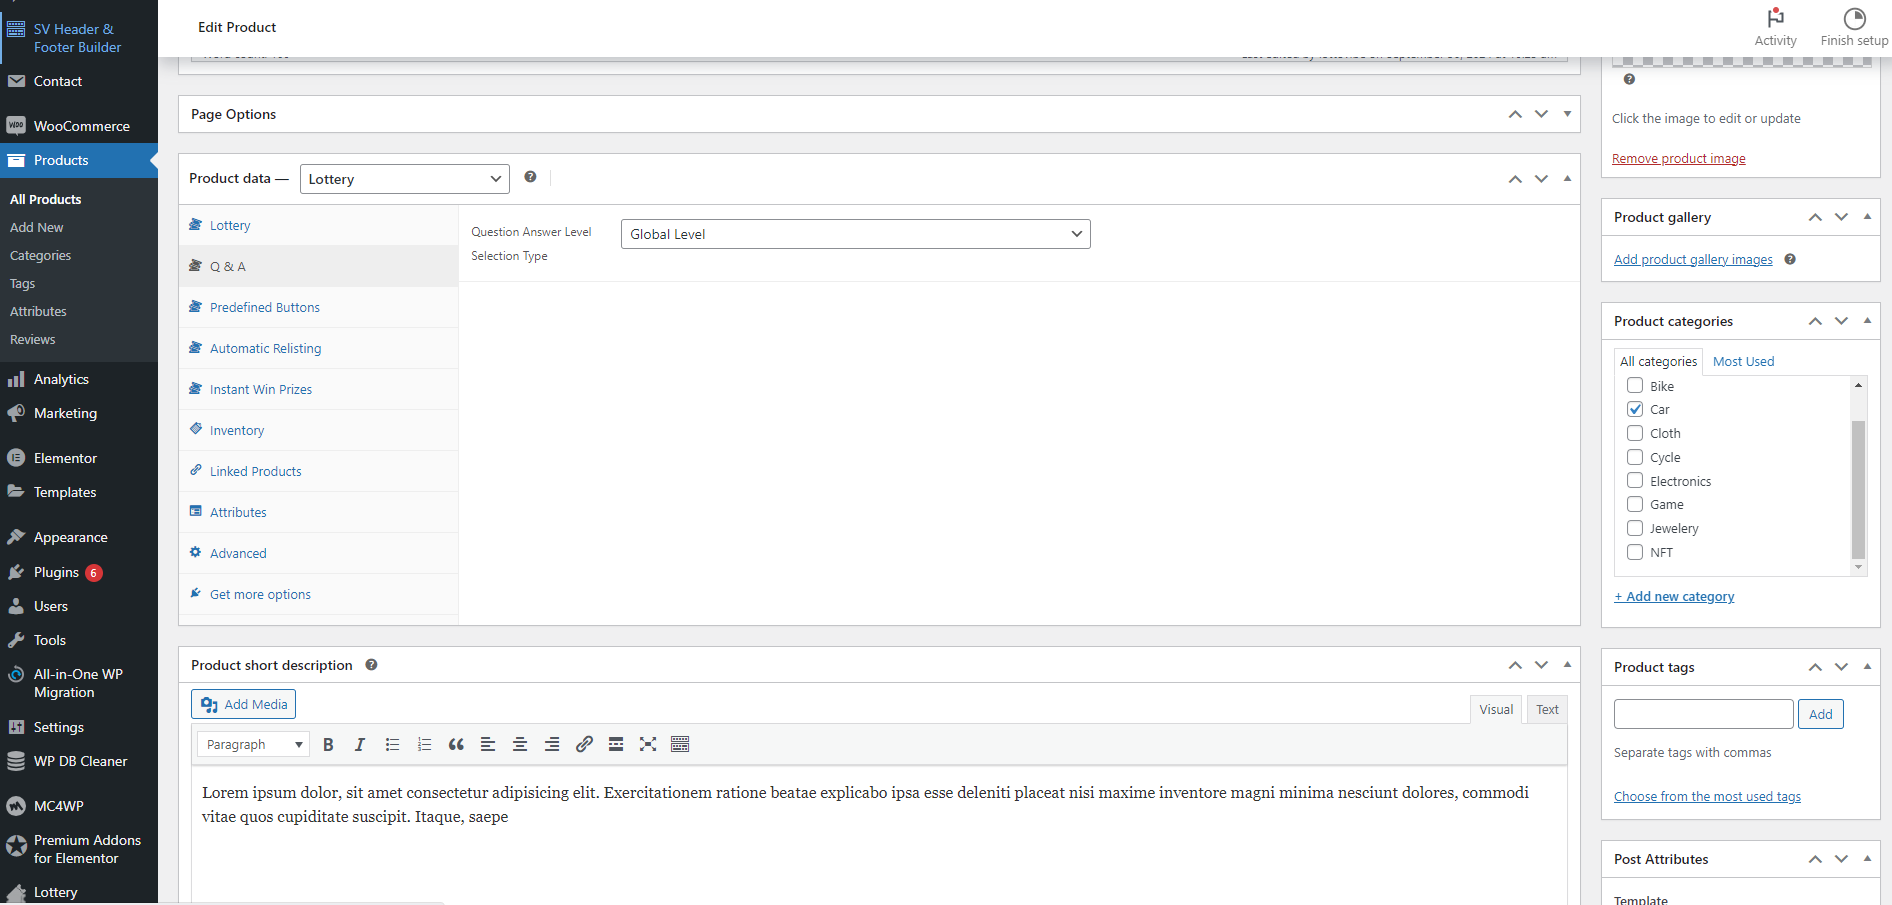 SV Header &
Footer Builder
Contact
WooCommerce
Products
All Products
Add New
Categories
Tags
Attributes
Reviews
Analytics
Marketing
Elementor
Templates
Appearance
Plugins 6
Users
Tools
All-in-One WP
Migration
Settings
WP DB Cleaner
MC4WP
Premium Addons
for Elementor
Lottery
Edit Product
Activity
Finish setup
Page Options
Product data —
Lottery
Lottery
Q & A
Predefined Buttons
Automatic Relisting
Instant Win Prizes
Inventory
Linked Products
Attributes
Advanced
Get more options
Question Answer Level
Selection Type
Global Level
Product short description
Add Media
Visual
Text
Paragraph
Lorem ipsum dolor, sit amet consectetur adipisicing elit. Exercitationem ratione beatae explicabo ipsa esse deleniti placeat nisi maxime inventore magni minima nesciunt dolores, commodi
vitae quos cupiditate suscipit. Itaque, saepe
Click the image to edit or update
Remove product image
Product gallery
Add product gallery images
Product categories
All categories
Most Used
Bike
Car
Cloth
Cycle
Electronics
Game
Jewelery
NFT
+ Add new category
Product tags
Add
Separate tags with commas
Choose from the most used tags
Post Attributes
Template